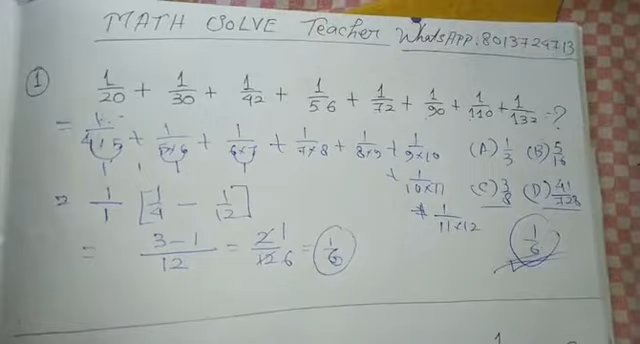 MATH SOLVE Teacher WhatsApp: 8013729713
① 1/20 + 1/30 + 1/42 + 1/56 + 1/72 + 1/90 + 1/110 + 1/132 = ?
= 1/4×5 + 1/5×6 + 1/6×7 + 1/7×8 + 1/8×9 + 1/9×10
+ 1/10×11
+ 1/11×12
(A) 1/3 (B) 5/16
(C) 3/8 (D)
= 1/1 [1/4 - 1/12]
= 3-1/12 = 2/12 = 1/6
1/6